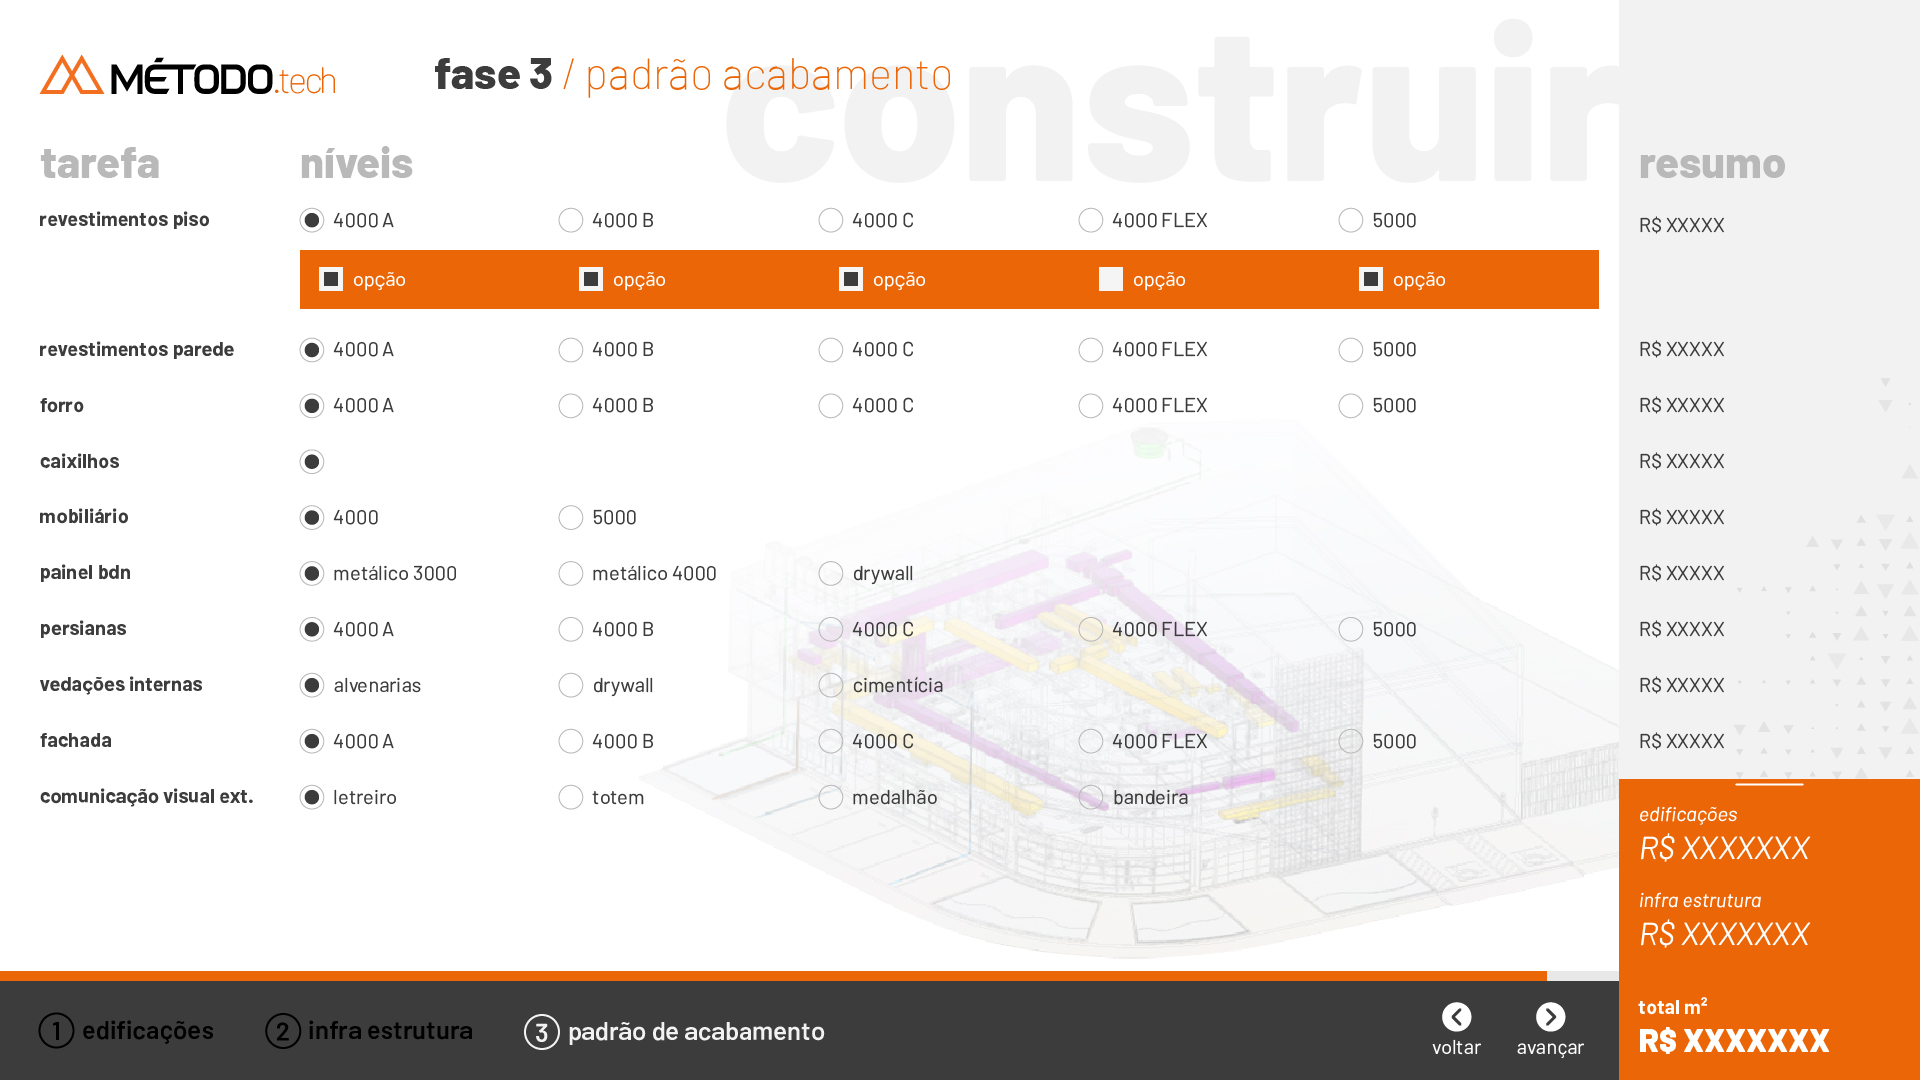 MÉTODO.tech
fase 3 / padrão acabamento
construir
tarefa níveis resumo
revestimentos piso 4000 A 4000 B 4000 C 4000 FLEX 5000 R$ XXXXX
opção opção opção opção opção
revestimentos parede 4000 A 4000 B 4000 C 4000 FLEX 5000 R$ XXXXX
forro 4000 A 4000 B 4000 C 4000 FLEX 5000 R$ XXXXX
caixilhos R$ XXXXX
mobiliário 4000 5000 R$ XXXXX
painel bdn metálico 3000 metálico 4000 drywall R$ XXXXX
persianas 4000 A 4000 B 4000 C 4000 FLEX 5000 R$ XXXXX
vedações internas alvenarias drywall cimentícia R$ XXXXX
fachada 4000 A 4000 B 4000 C 4000 FLEX 5000 R$ XXXXX
comunicação visual ext. letreiro totem medalhão bandeira
edificações
R$ XXXXXXX
infra estrutura
R$ XXXXXXX
total m²
R$ XXXXXXX
1 edificações 2 infra estrutura 3 padrão de acabamento
voltar avançar